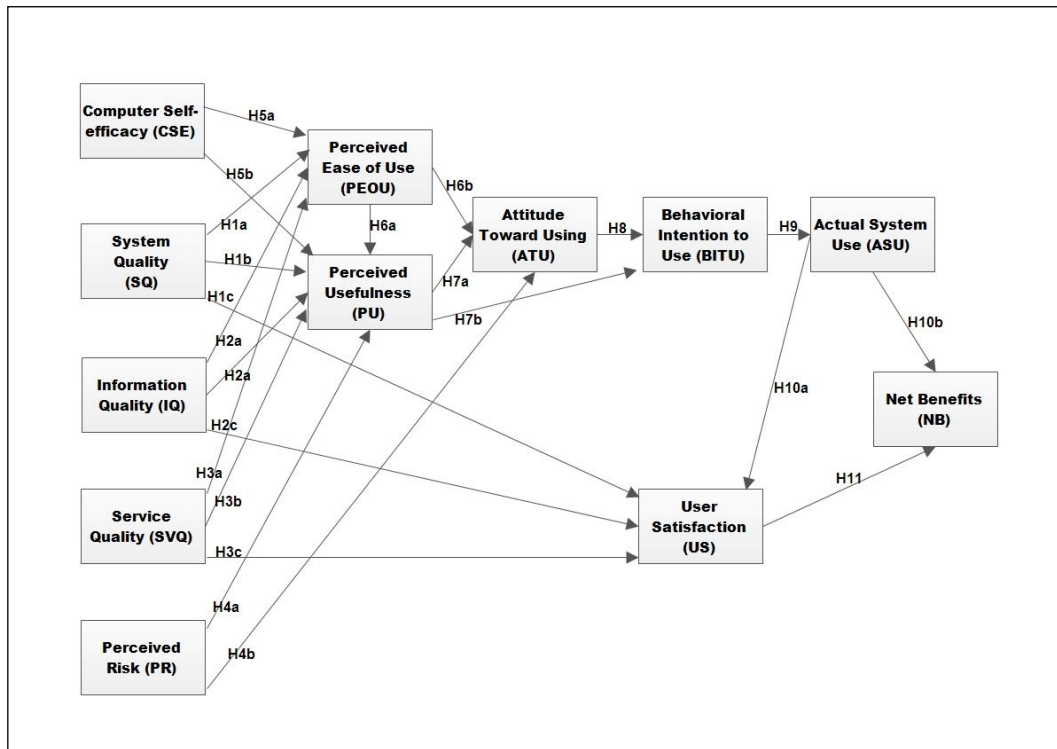 Computer Self-
efficacy (CSE)
H5a
Perceived
Ease of Use
(PEOU)
H5b
H6b
H1a
H6a
System
Quality
(SQ)
H1b
Perceived
Usefulness
(PU)
H7a
Attitude
Toward Using
(ATU)
H8
Behavioral
Intention to
Use (BITU)
H9
Actual System
Use (ASU)
H1c
H7b
H10b
H2a
H2a
Information
Quality (IQ)
H10a
Net Benefits
(NB)
H2c
H3a
H3b
Service
Quality (SVQ)
H3c
User
Satisfaction
(US)
H11
H4a
Perceived
Risk (PR)
H4b